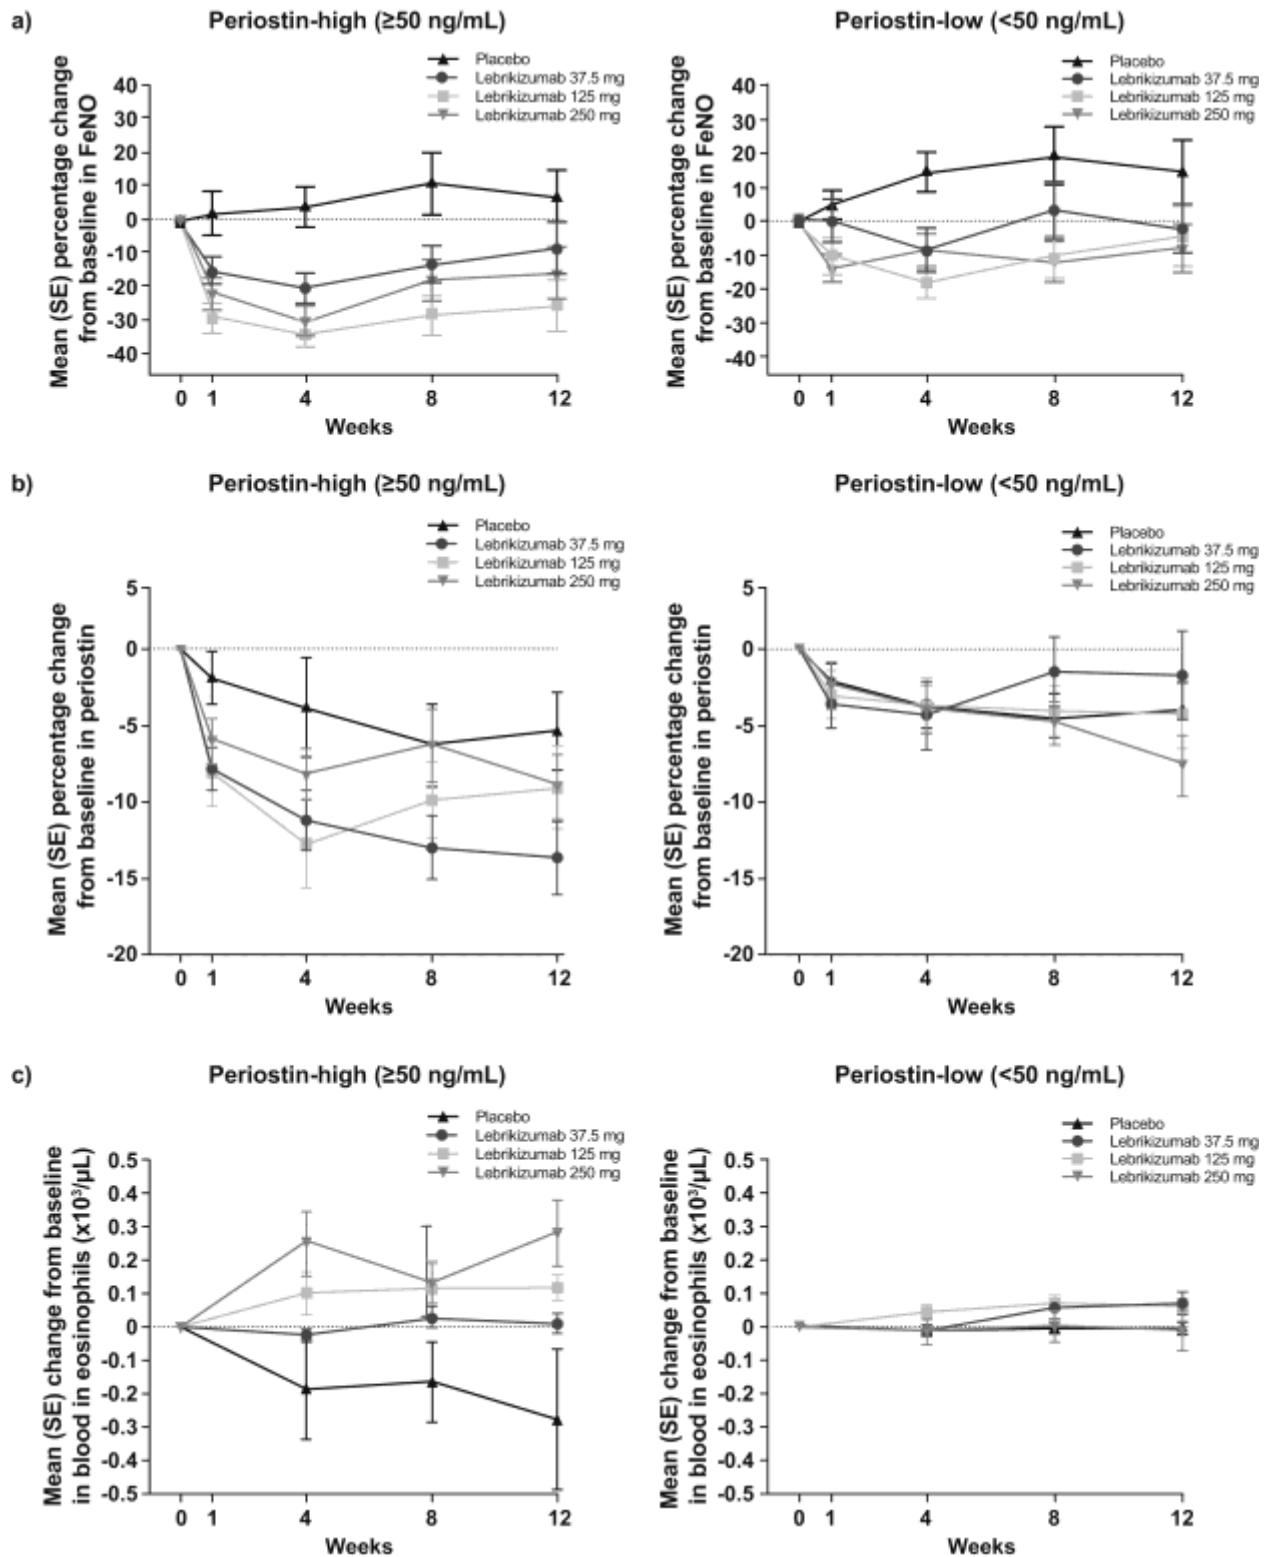 a)
Periostin-high (≥50 ng/mL)
Placebo
Lebrikizumab 37.5 mg
Lebrikizumab 125 mg
Lebrikizumab 250 mg
Mean (SE) percentage change
from baseline in FeNO
40
30
20
10
0
-10
-20
-30
-40
0 1 4 8 12
Weeks
Periostin-low (<50 ng/mL)
Placebo
Lebrikizumab 37.5 mg
Lebrikizumab 125 mg
Lebrikizumab 250 mg
Mean (SE) percentage change
from baseline in FeNO
40
30
20
10
0
-10
-20
-30
-40
0 1 4 8 12
Weeks
b)
Periostin-high (≥50 ng/mL)
Placebo
Lebrikizumab 37.5 mg
Lebrikizumab 125 mg
Lebrikizumab 250 mg
Mean (SE) percentage change
from baseline in periostin
5
0
-5
-10
-15
-20
0 1 4 8 12
Weeks
Periostin-low (<50 ng/mL)
Placebo
Lebrikizumab 37.5 mg
Lebrikizumab 125 mg
Lebrikizumab 250 mg
Mean (SE) percentage change
from baseline in periostin
5
0
-5
-10
-15
-20
0 1 4 8 12
Weeks
c)
Periostin-high (≥50 ng/mL)
Placebo
Lebrikizumab 37.5 mg
Lebrikizumab 125 mg
Lebrikizumab 250 mg
Mean (SE) change from baseline
in blood in eosinophils (x10³/µL)
0.5
0.4
0.3
0.2
0.1
0
-0.1
-0.2
-0.3
-0.4
-0.5
0 1 4 8 12
Weeks
Periostin-low (<50 ng/mL)
Placebo
Lebrikizumab 37.5 mg
Lebrikizumab 125 mg
Lebrikizumab 250 mg
Mean (SE) change from baseline
in blood in eosinophils (x10³/µL)
0.5
0.4
0.3
0.2
0.1
0
-0.1
-0.2
-0.3
-0.4
-0.5
0 1 4 8 12
Weeks